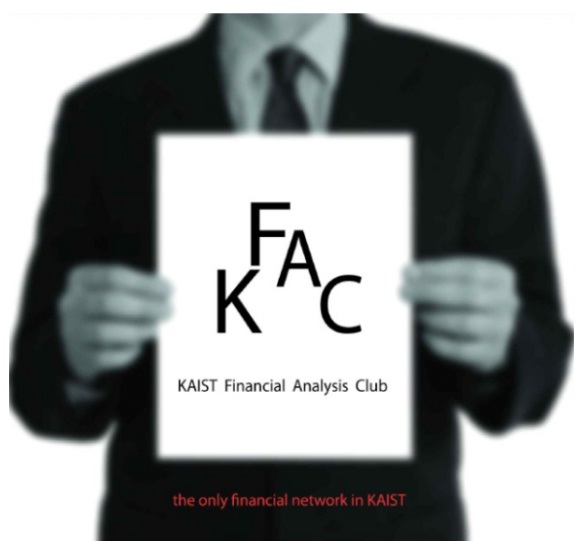 KFAC
KAIST Financial Analysis Club
the only financial network in KAIST